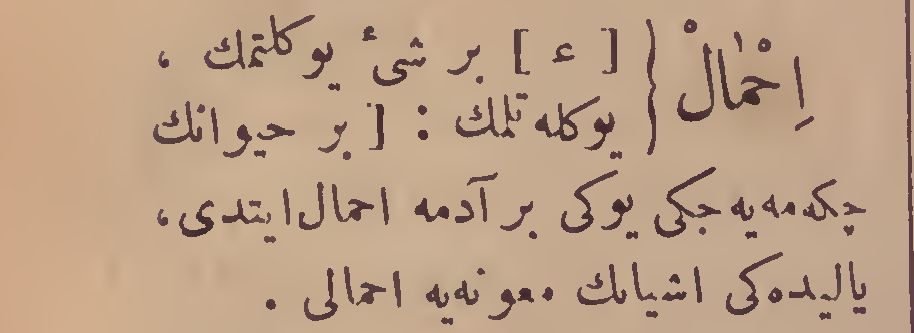 اِحْمٰالْ { [ ء ] بر شیٔ یوكلتمك ،
یوكله تلمك : [ بر حیوانك
چكه‌مه‌یه‌جكی یوكی بر آدمه احمال ایتدی ،
یالیده‌كی اشیانك معونه‌یه احمالی .